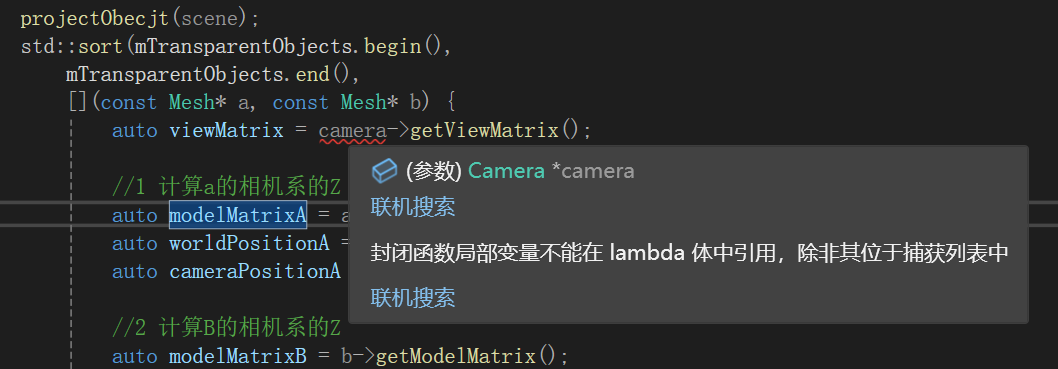 projectObecjt(scene);
std::sort(mTransparentObjects.begin(),
mTransparentObjects.end(),
[](const Mesh* a, const Mesh* b) {
auto viewMatrix = camera->getViewMatrix();
(参数) Camera *camera
//1 计算a的相机系的Z
联机搜索
auto modelMatrixA = a
auto worldPositionA =
封闭函数局部变量不能在 lambda 体中引用，除非其位于捕获列表中
auto cameraPositionA
联机搜索
//2 计算B的相机系的Z
auto modelMatrixB = b->getModelMatrix();